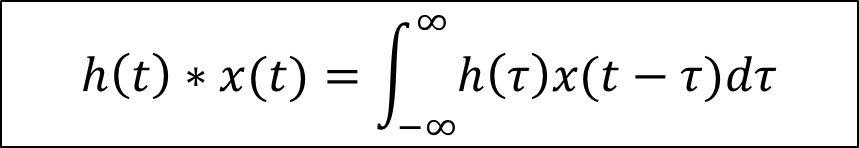 h(t) ∗ x(t) = ∫_{−∞}^{∞} h(τ)x(t − τ)dτ